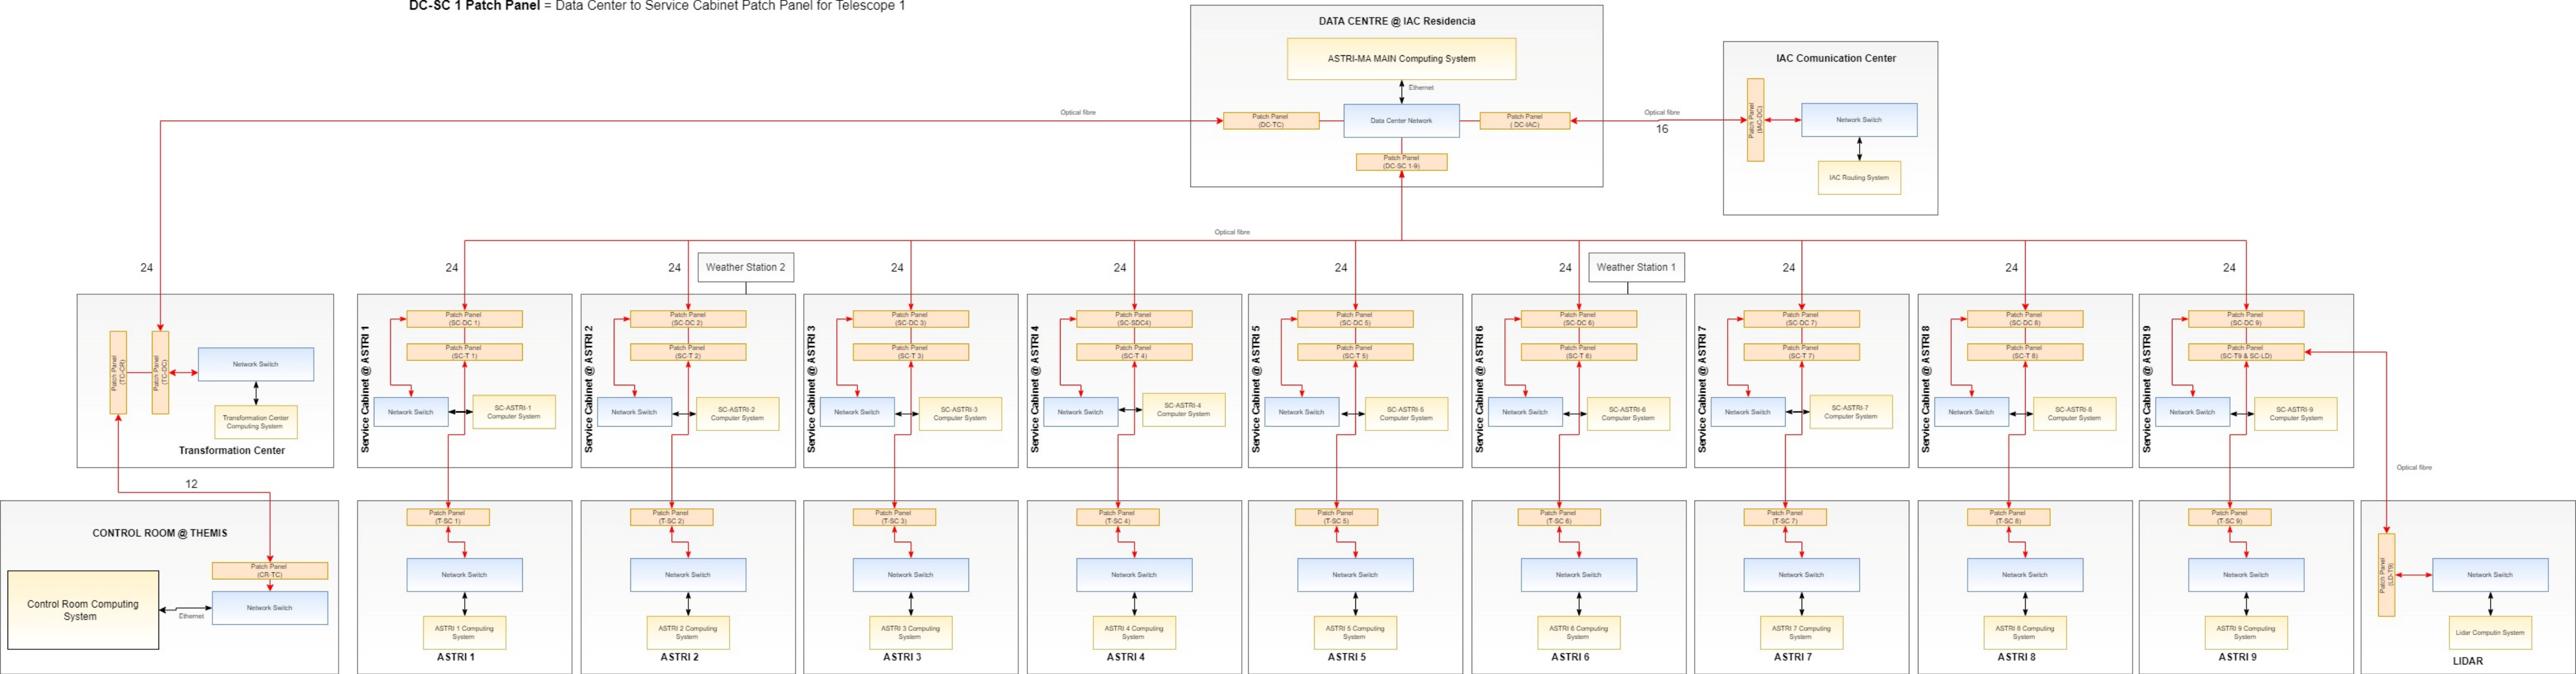 DC-SC 1 Patch Panel = Data Center to Service Cabinet Patch Panel for Telescope 1
DATA CENTRE @ IAC Residencia
ASTRI-MA MAIN Computing System
Ethernet
Optical fibre
Patch Panel
(DC-TC)
Data Center Network
Patch Panel
( DC-IAC)
Patch Panel
(DC-SC 1-9)
Optical fibre
16
IAC Comunication Center
Patch Panel
(IAC-DC)
Network Switch
IAC Routing System
Optical fibre
24
24
24
Weather Station 2
24
24
24
24
Weather Station 1
24
24
24
Patch Panel
(TC-CR)
Patch Panel
(TC-DC)
Network Switch
Transformation Center
Computing System
Transformation Center
Service Cabinet @ ASTRI 1
Patch Panel
(SC-DC 1)
Patch Panel
(SC-T 1)
Network Switch
SC-ASTRI-1
Computer System
Service Cabinet @ ASTRI 2
Patch Panel
(SC-DC 2)
Patch Panel
(SC-T 2)
Network Switch
SC-ASTRI-2
Computer System
Service Cabinet @ ASTRI 3
Patch Panel
(SC-DC 3)
Patch Panel
(SC-T 3)
Network Switch
SC-ASTRI-3
Computer System
Service Cabinet @ ASTRI 4
Patch Panel
(SC-SDC4)
Patch Panel
(SC-T 4)
Network Switch
SC-ASTRI-4
Computer System
Service Cabinet @ ASTRI 5
Patch Panel
(SC-DC 5)
Patch Panel
(SC-T 5)
Network Switch
SC-ASTRI-5
Computer System
Service Cabinet @ ASTRI 6
Patch Panel
(SC-DC 6)
Patch Panel
(SC-T 6)
Network Switch
SC-ASTRI-6
Computer System
Service Cabinet @ ASTRI 7
Patch Panel
(SC-DC 7)
Patch Panel
(SC-T 7)
Network Switch
SC-ASTRI-7
Computer System
Service Cabinet @ ASTRI 8
Patch Panel
(SC-DC 8)
Patch Panel
(SC-T 8)
Network Switch
SC-ASTRI-8
Computer System
Service Cabinet @ ASTRI 9
Patch Panel
(SC-DC 9)
Patch Panel
(SC-T9 & SC-LD)
Network Switch
SC-ASTRI-9
Computer System
Optical fibre
12
CONTROL ROOM @ THEMIS
Patch Panel
(CR-TC)
Control Room Computing
System
Ethernet
Network Switch
Patch Panel
(T-SC 1)
Network Switch
ASTRI 1 Computing
System
ASTRI 1
Patch Panel
(T-SC 2)
Network Switch
ASTRI 2 Computing
System
ASTRI 2
Patch Panel
(T-SC 3)
Network Switch
ASTRI 3 Computing
System
ASTRI 3
Patch Panel
(T-SC 4)
Network Switch
ASTRI 4 Computing
System
ASTRI 4
Patch Panel
(T-SC 5)
Network Switch
ASTRI 5 Computing
System
ASTRI 5
Patch Panel
(T-SC 6)
Network Switch
ASTRI 6 Computing
System
ASTRI 6
Patch Panel
(T-SC 7)
Network Switch
ASTRI 7 Computing
System
ASTRI 7
Patch Panel
(T-SC 8)
Network Switch
ASTRI 8 Computing
System
ASTRI 8
Patch Panel
(T-SC 9)
Network Switch
ASTRI 9 Computing
System
ASTRI 9
Patch Panel
(LD-T9)
Network Switch
Lidar Computin System
LIDAR